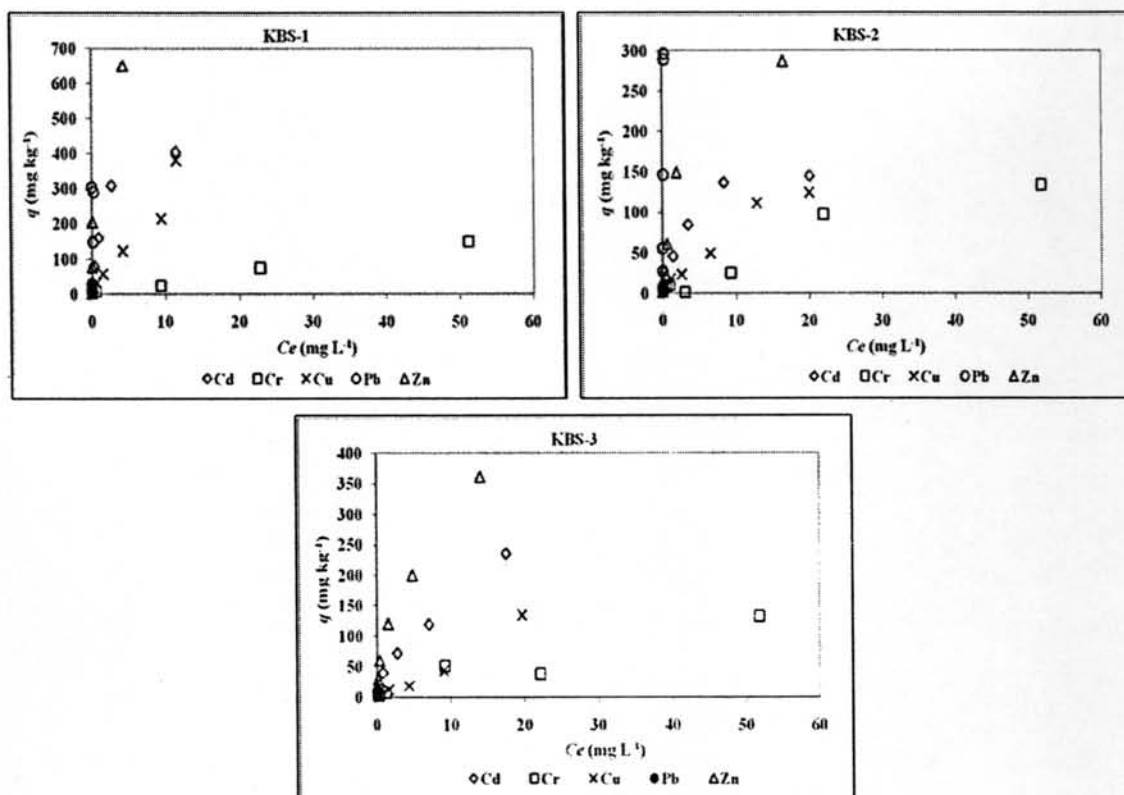 KBS-1
700
600
500
400
300
200
100
0
q (mg kg⁻¹)
0 10 20 30 40 50 60
Ce (mg L⁻¹)
◇Cd □Cr ×Cu ○Pb △Zn
KBS-2
300
250
200
150
100
50
0
q (mg kg⁻¹)
0 10 20 30 40 50 60
Ce (mg L⁻¹)
◇Cd □Cr ×Cu ○Pb △Zn
KBS-3
400
350
300
250
200
150
100
50
0
q (mg kg⁻¹)
0 10 20 30 40 50 60
Ce (mg L⁻¹)
◇Cd □Cr ×Cu ●Pb △Zn